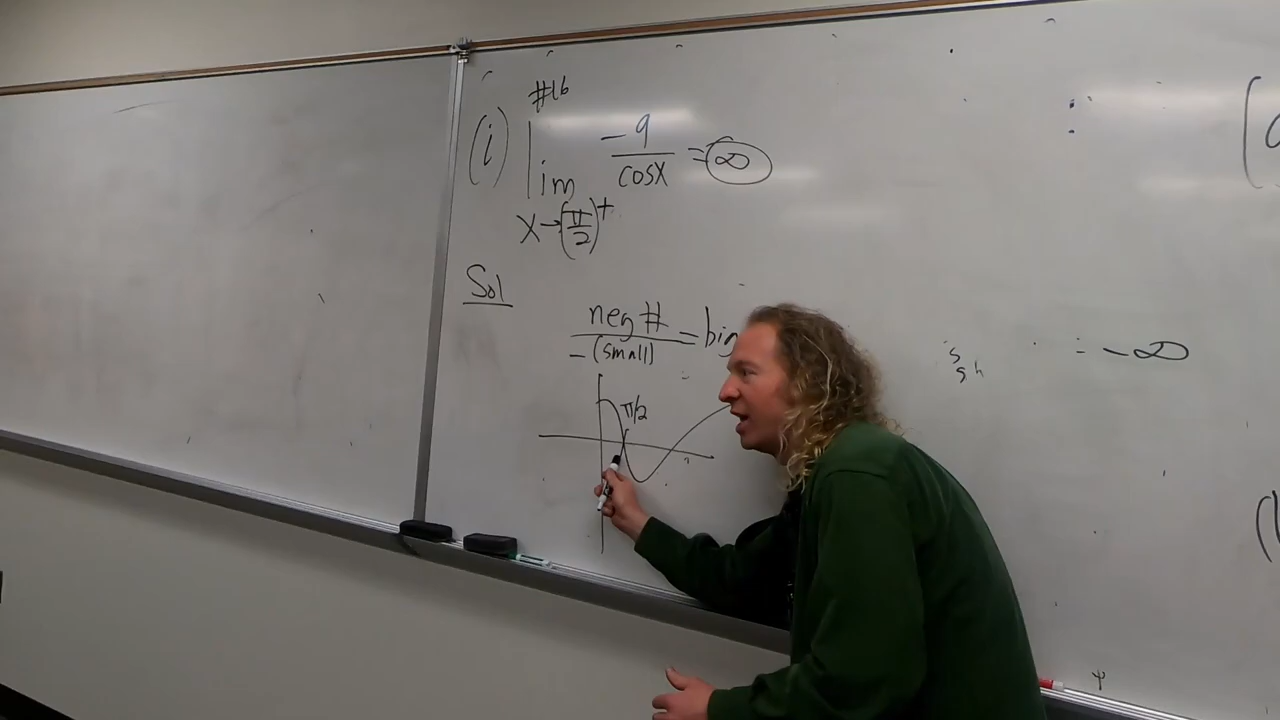 #16
(i) lim -9/cosx = ∞
x→(π/2)+
Sol
neg#/-(small) = big
π/2
= -∞